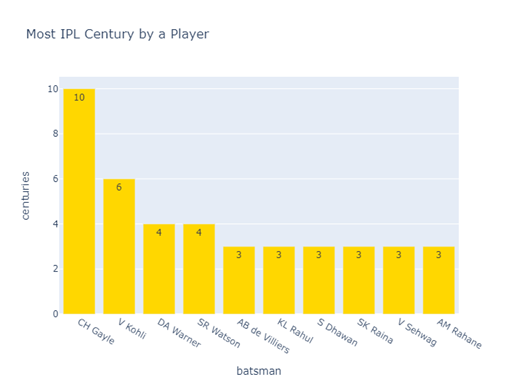 Most IPL Century by a Player
centuries
10
8
6
4
2
0
10
6
4
4
3
3
3
3
3
3
CH Gayle
V Kohli
DA Warner
SR Watson
AB de Villiers
KL Rahul
S Dhawan
SK Raina
V Sehwag
AM Rahane
batsman